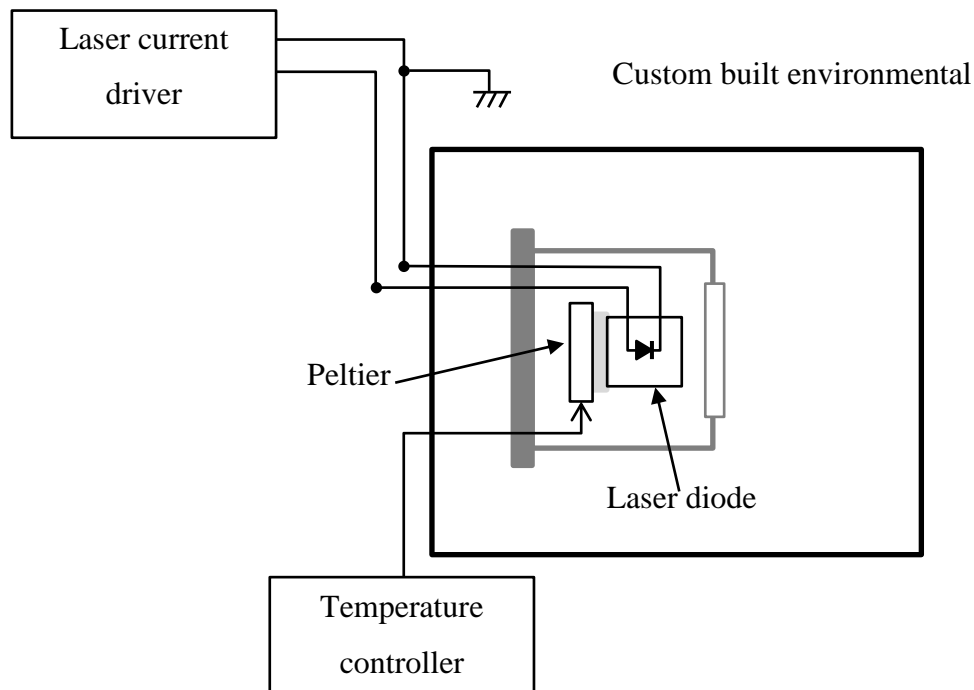 Laser current
driver
Custom built environmental
Peltier
Laser diode
Temperature
controller